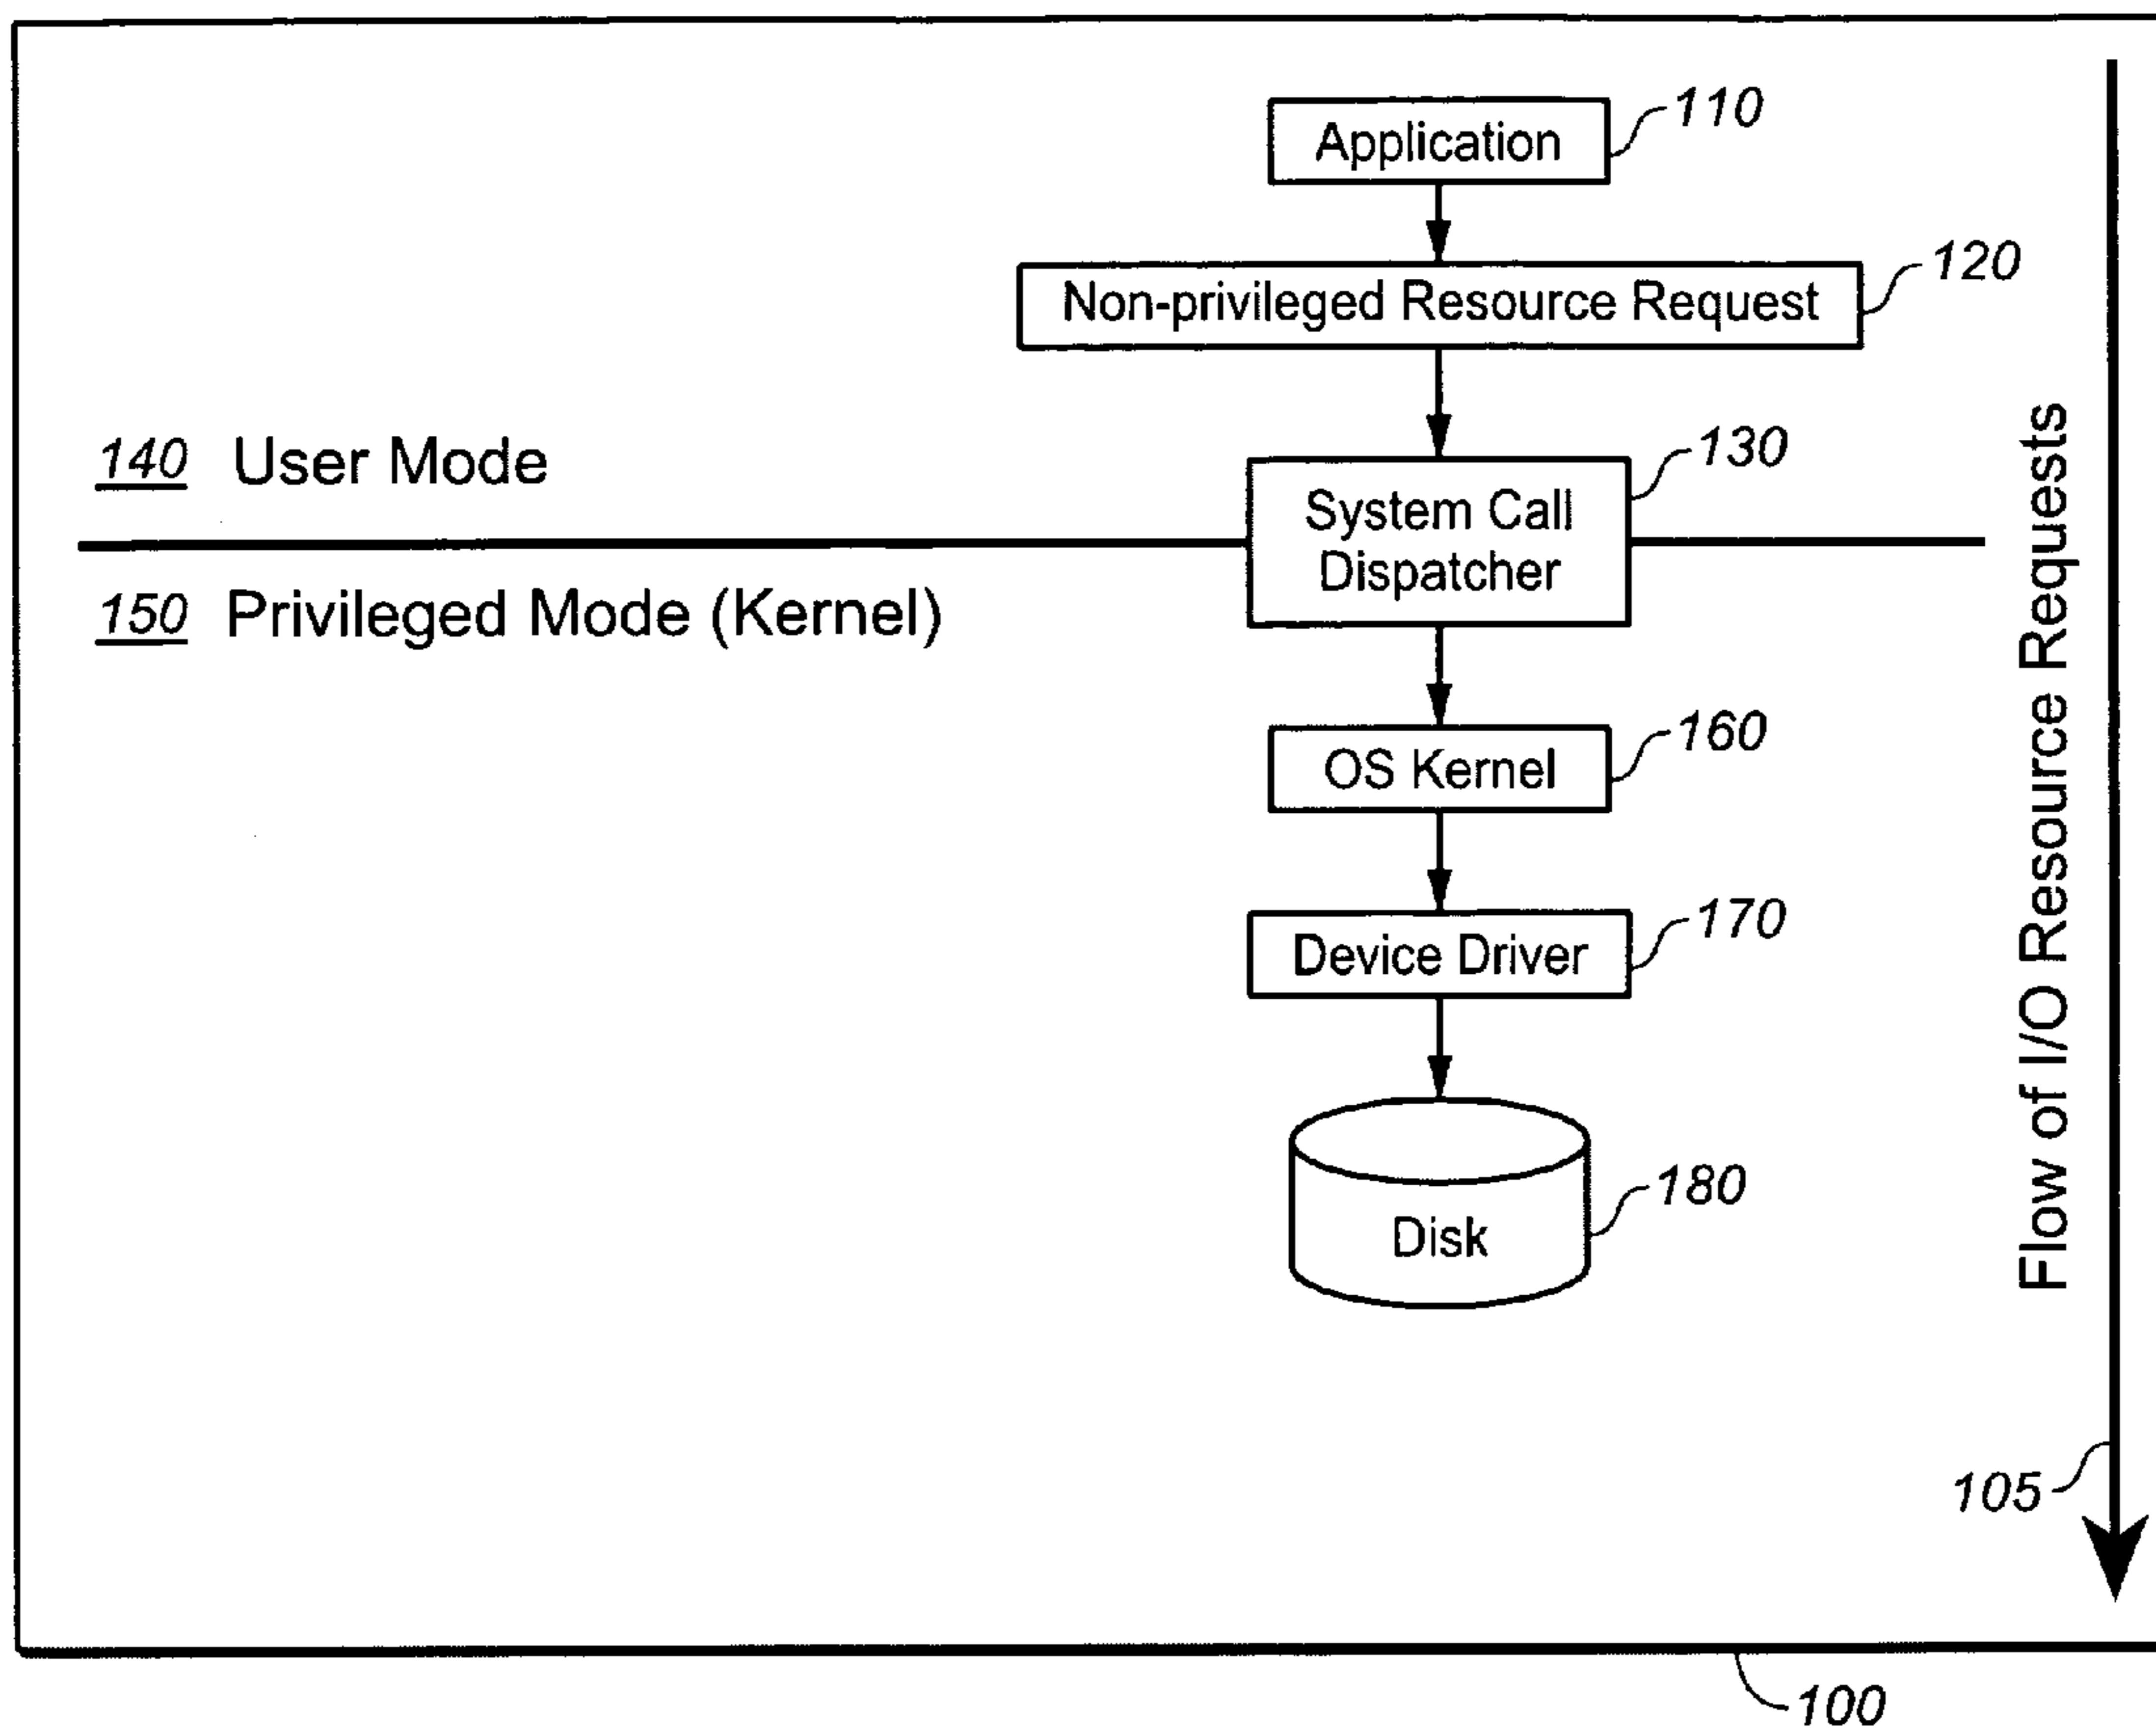 110
Application
120
Non-privileged Resource Request
140 User Mode
130
System Call
Dispatcher
150 Privileged Mode (Kernel)
160
OS Kernel
170
Device Driver
180
Disk
Flow of I/O Resource Requests
105
100